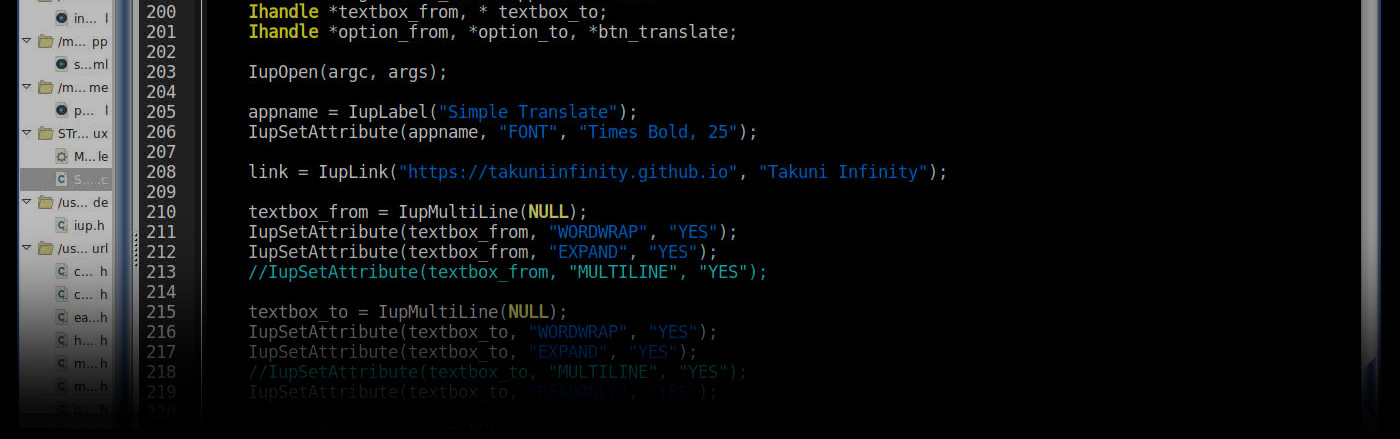 in... l
/m... pp
s...ml
/m... me
p... l
STr... ux
M...le
S.....c
/us... de
iup.h
/us... url
c... h
c... h
ea...h
h... h
m...h
m...h
200 Ihandle *textbox_from, * textbox_to;
201 Ihandle *option_from, *option_to, *btn_translate;
202
203 IupOpen(argc, args);
204
205 appname = IupLabel("Simple Translate");
206 IupSetAttribute(appname, "FONT", "Times Bold, 25");
207
208 link = IupLink("https://takuniinfinity.github.io", "Takuni Infinity");
209
210 textbox_from = IupMultiLine(NULL);
211 IupSetAttribute(textbox_from, "WORDWRAP", "YES");
212 IupSetAttribute(textbox_from, "EXPAND", "YES");
213 //IupSetAttribute(textbox_from, "MULTILINE", "YES");
214
215 textbox_to = IupMultiLine(NULL);
216 IupSetAttribute(textbox_to, "WORDWRAP", "YES");
217 IupSetAttribute(textbox_to, "EXPAND", "YES");
218 //IupSetAttribute(textbox_to, "MULTILINE", "YES");
219 IupSetAttribute(textbox_to, "READONLY", "YES");
220